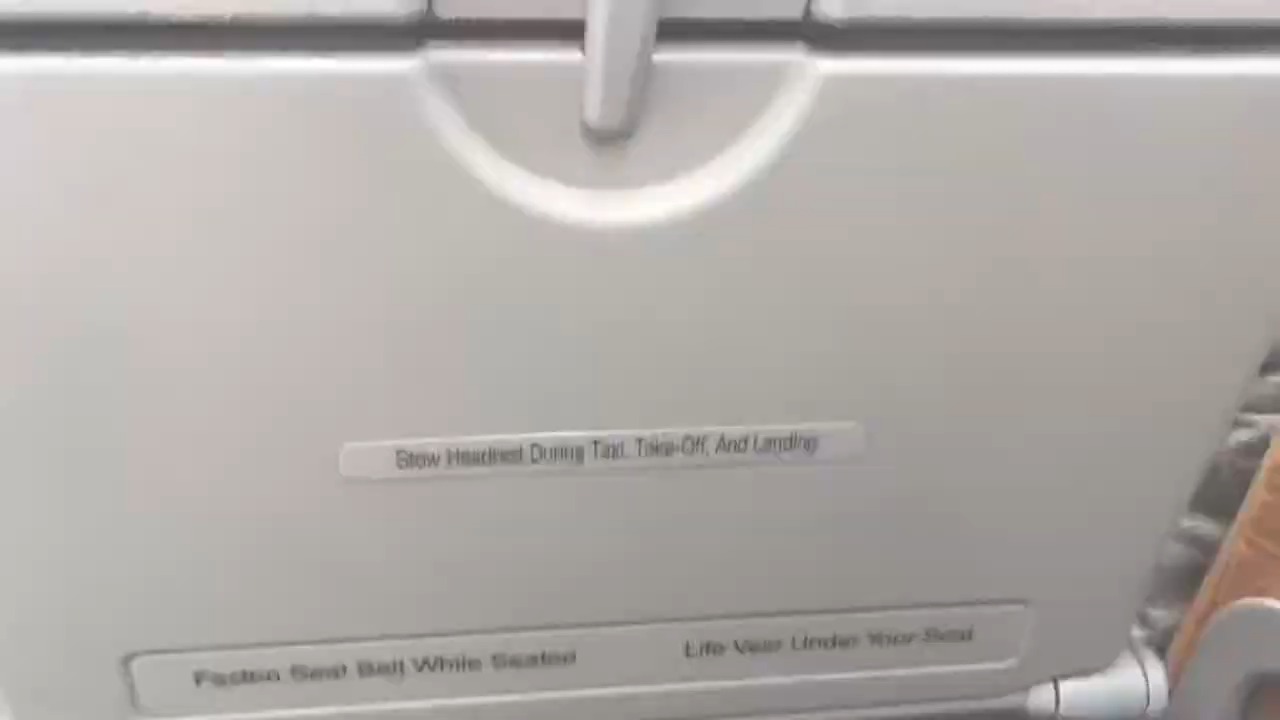 Stow Headrest During Taxi, Take-Off, And Landing
Fasten Seat Belt While Seated
Life Vest Under Your Seat